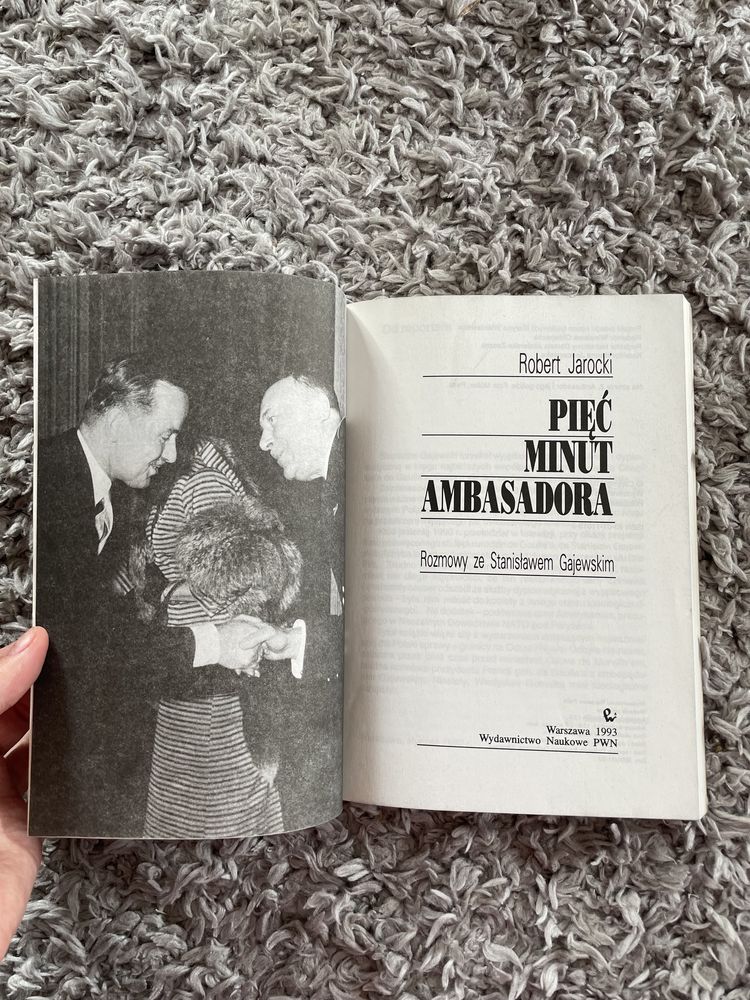 Robert Jarocki
PIĘĆ
MINUT
AMBASADORA
Rozmowy ze Stanisławem Gajewskim
Warszawa 1993
Wydawnictwo Naukowe PWN